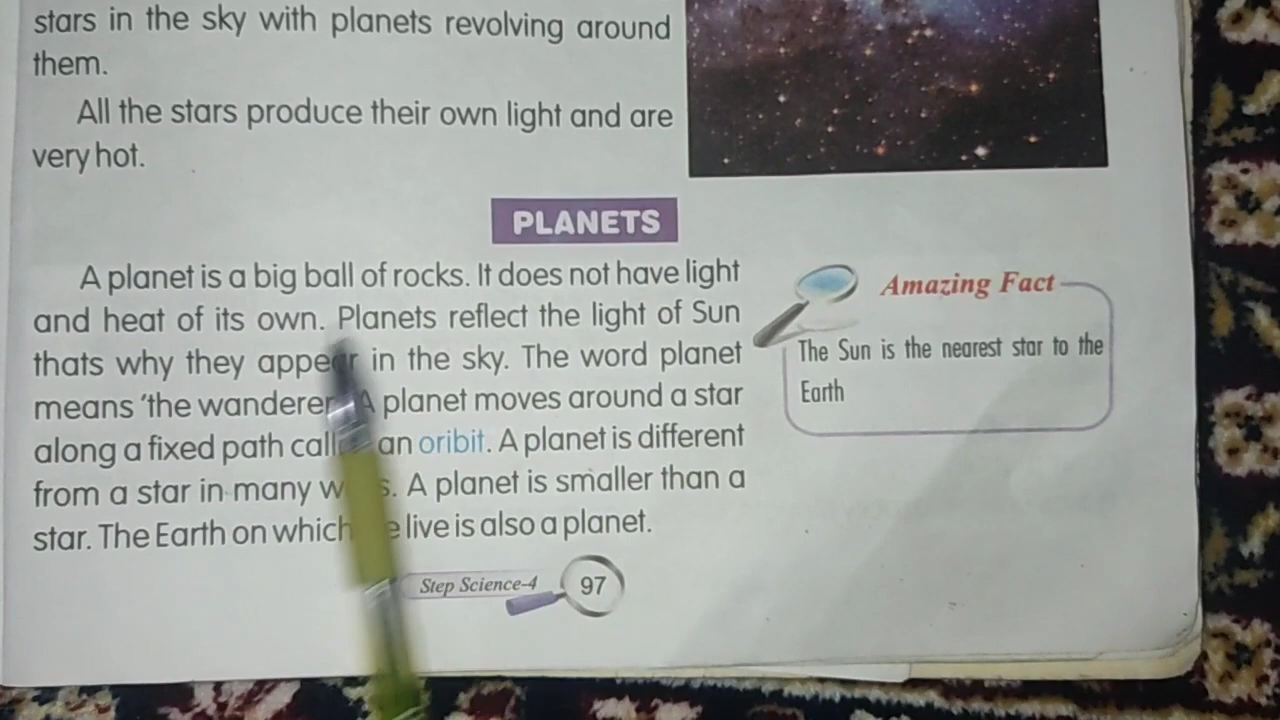 stars in the sky with planets revolving around
them.
All the stars produce their own light and are
very hot.
PLANETS
A planet is a big ball of rocks. It does not have light
and heat of its own. Planets reflect the light of Sun
thats why they appear in the sky. The word planet
means 'the wanderer A planet moves around a star
along a fixed path an oribit. A planet is different
from a star in many A planet is smaller than a
star. The Earth on which live is also a planet.
Amazing Fact
The Sun is the nearest star to the
Earth
Step Science-4
97